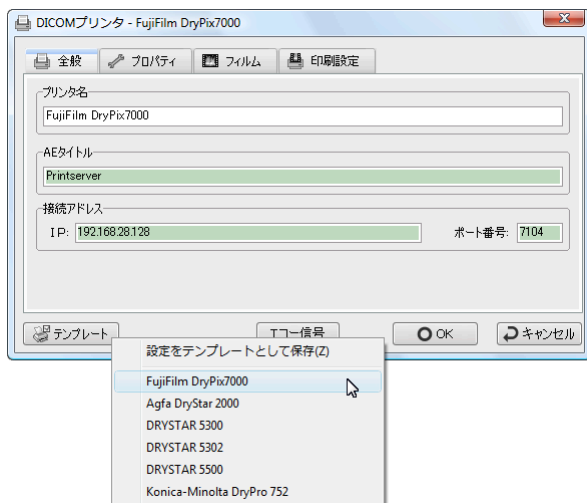 DICOMプリンタ - FujiFilm DryPix7000
全般 プロパティ フィルム 印刷設定
プリンタ名
FujiFilm DryPix7000
AEタイトル
Printserver
接続アドレス
IP: 192.168.28.128 ポート番号: 7104
テンプレート エコー信号 OK キャンセル
設定をテンプレートとして保存(Z)
FujiFilm DryPix7000
Agfa DryStar 2000
DRYSTAR 5300
DRYSTAR 5302
DRYSTAR 5500
Konica-Minolta DryPro 752